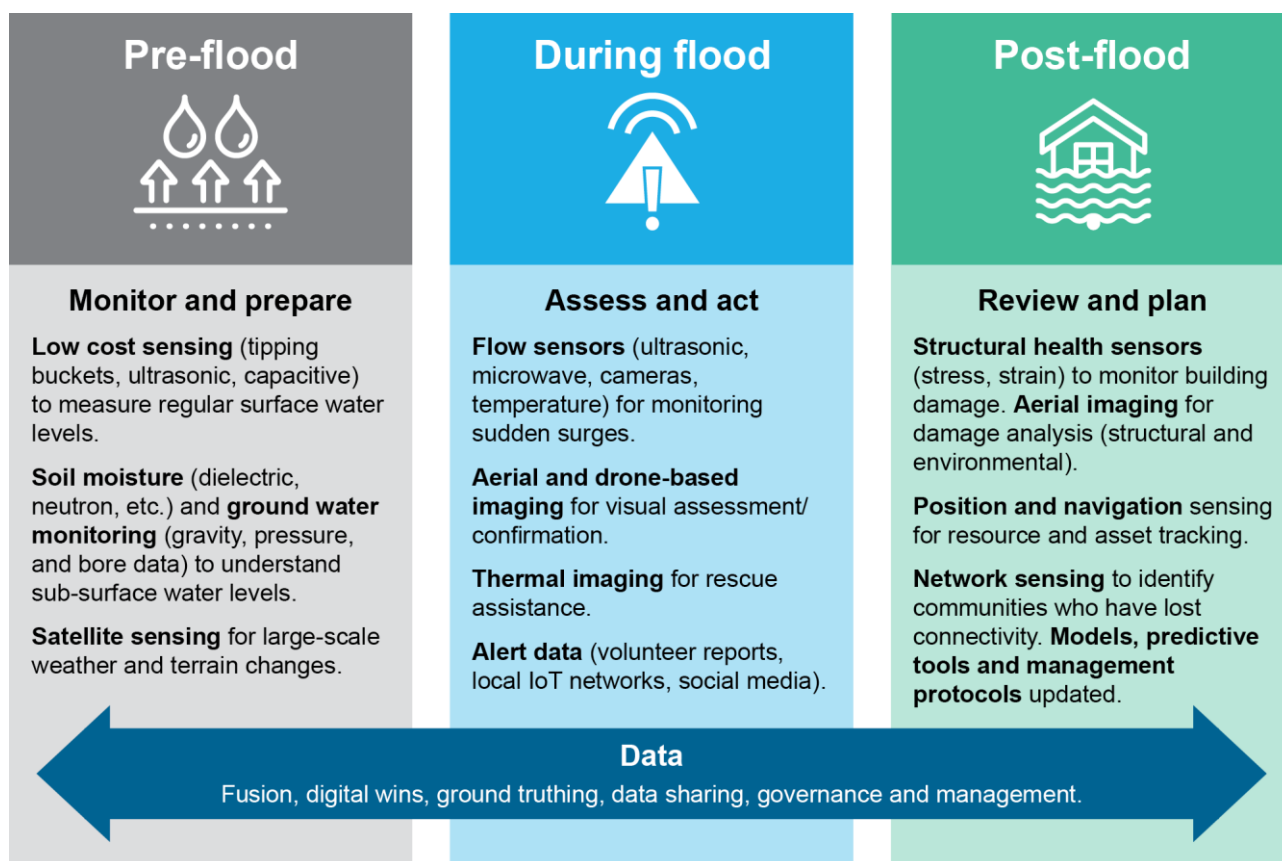 Pre-flood
Monitor and prepare
Low cost sensing (tipping
buckets, ultrasonic, capacitive)
to measure regular surface water
levels.
Soil moisture (dielectric,
neutron, etc.) and ground water
monitoring (gravity, pressure,
and bore data) to understand
sub-surface water levels.
Satellite sensing for large-scale
weather and terrain changes.
During flood
Assess and act
Flow sensors (ultrasonic,
microwave, cameras,
temperature) for monitoring
sudden surges.
Aerial and drone-based
imaging for visual assessment/
confirmation.
Thermal imaging for rescue
assistance.
Alert data (volunteer reports,
local IoT networks, social media).
Post-flood
Review and plan
Structural health sensors
(stress, strain) to monitor building
damage. Aerial imaging for
damage analysis (structural and
environmental).
Position and navigation sensing
for resource and asset tracking.
Network sensing to identify
communities who have lost
connectivity. Models, predictive
tools and management
protocols updated.
Data
Fusion, digital wins, ground truthing, data sharing, governance and management.